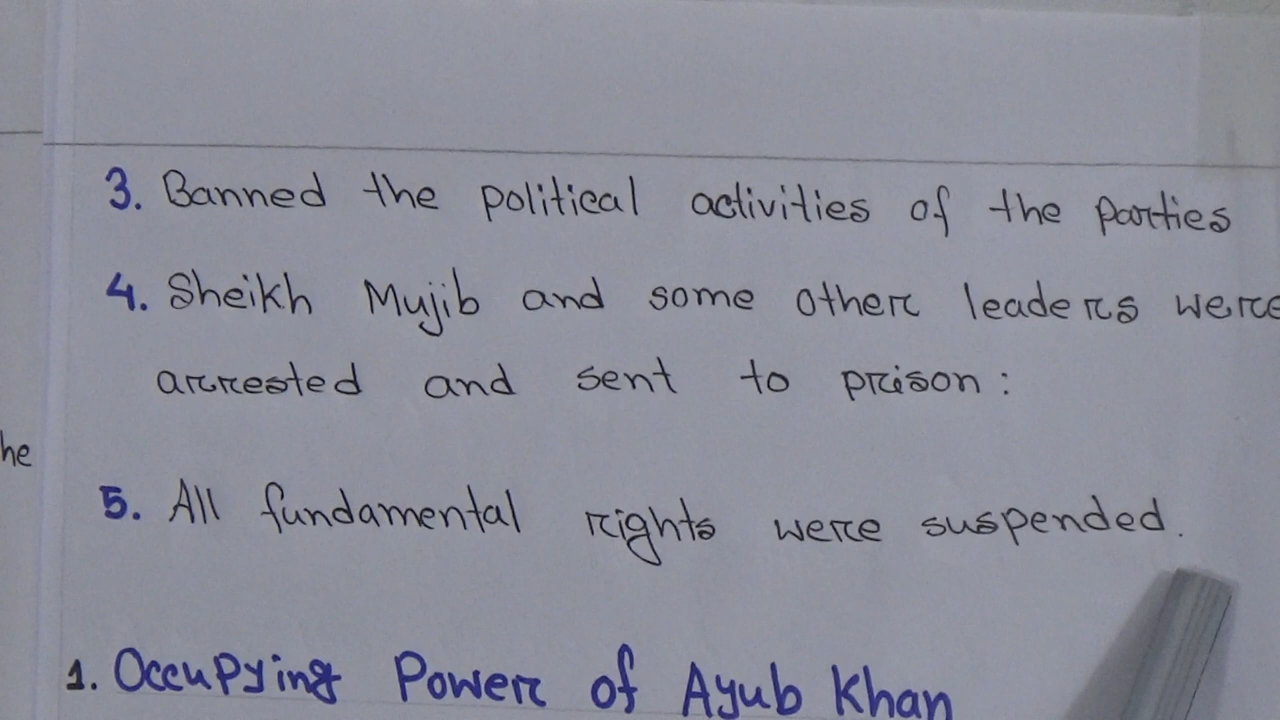 3. Banned the political activities of the parties
4. Sheikh Mujib and some other leaders were
arrested and sent to prison :
he
5. All fundamental rights were suspended.
1. Occupying Power of Ayub Khan